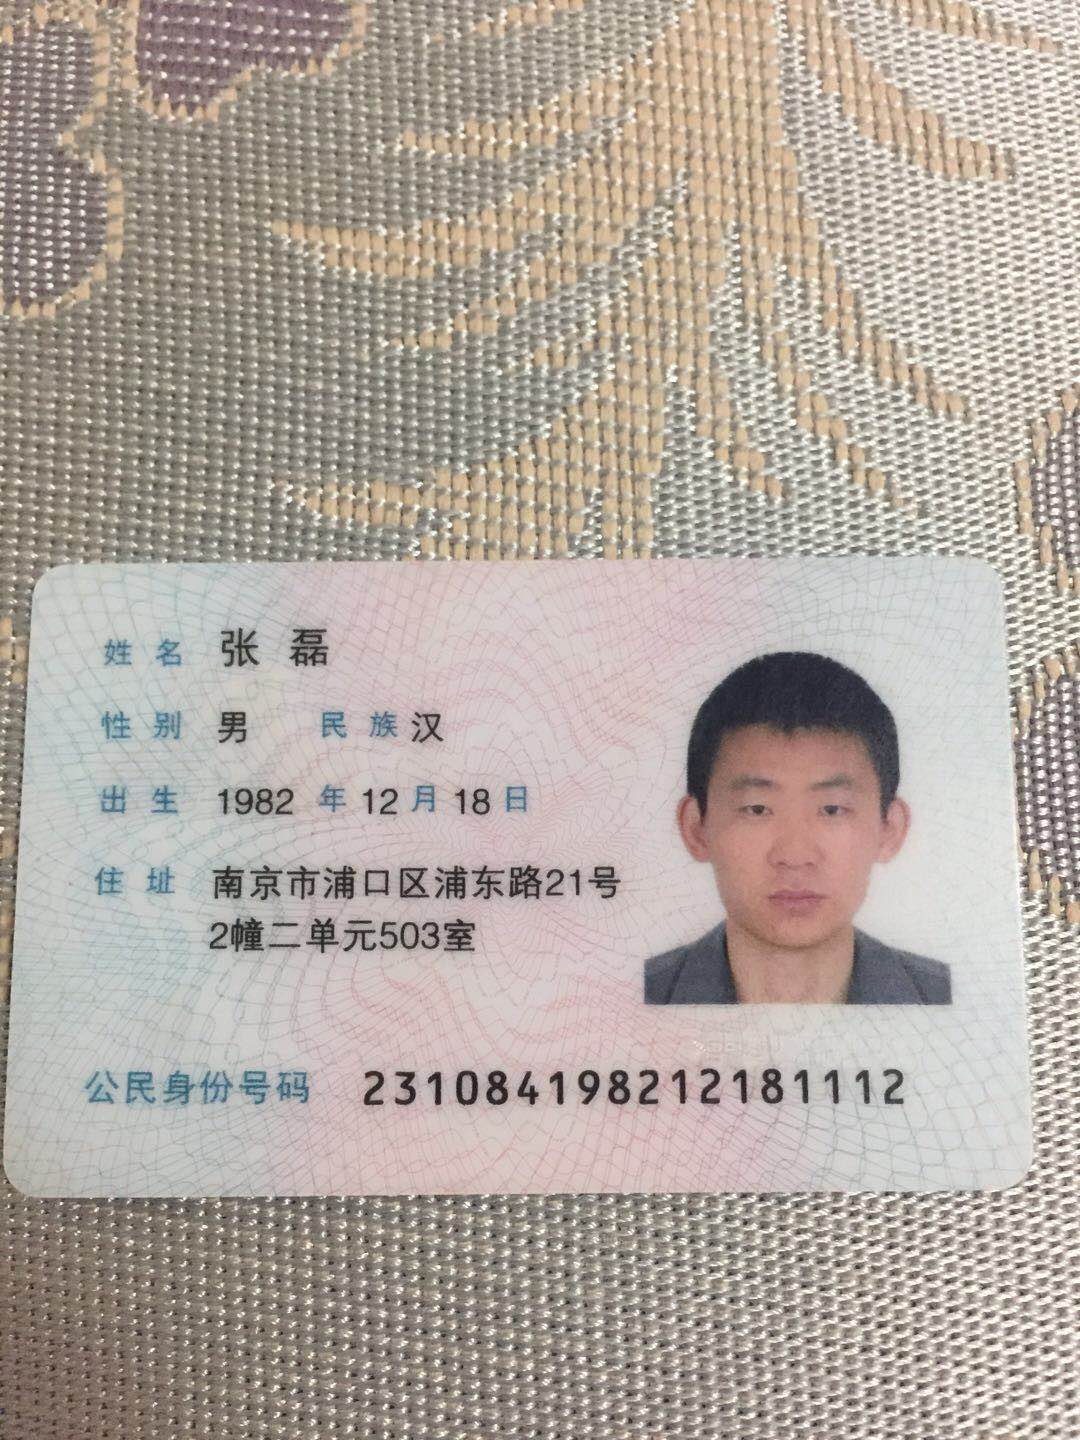 姓名 张磊
性别 男 民族 汉
出生 1982 年 12 月 18 日
住址 南京市浦口区浦东路21号
2幢二单元503室
公民身份号码 231084198212181112